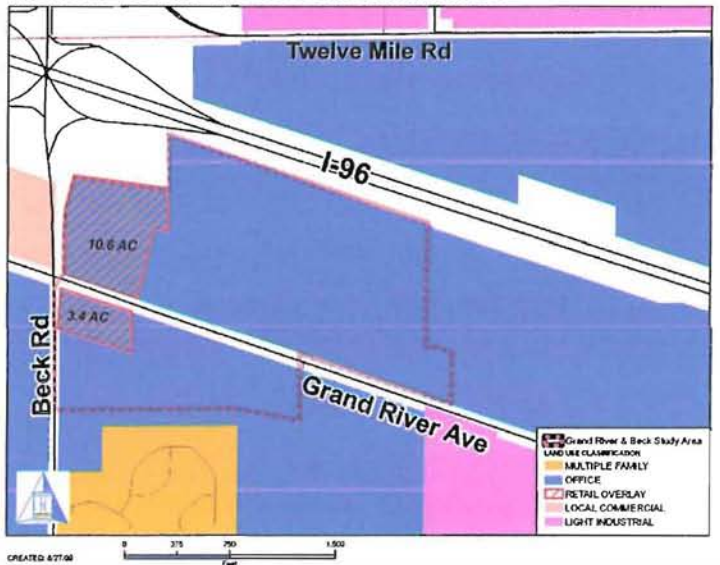 Twelve Mile Rd
I-96
10.6 AC
3.4 AC
Beck Rd
Grand River Ave
Grand River & Beck Study Area
LAND USE CLASSIFICATION
MULTIPLE FAMILY
OFFICE
RETAIL OVERLAY
LOCAL COMMERCIAL
LIGHT INDUSTRIAL
0 375 750 1,500
Feet